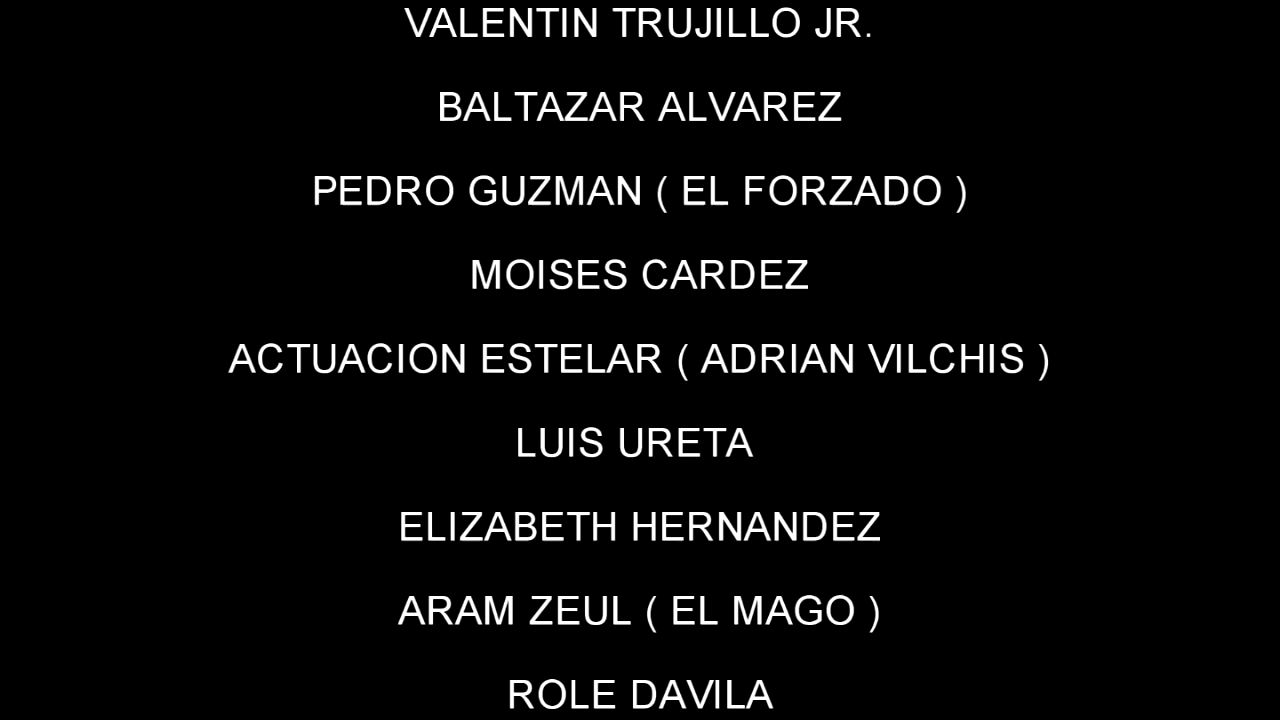 VALENTIN TRUJILLO JR.
BALTAZAR ALVAREZ
PEDRO GUZMAN ( EL FORZADO )
MOISES CARDEZ
ACTUACION ESTELAR ( ADRIAN VILCHIS )
LUIS URETA
ELIZABETH HERNANDEZ
ARAM ZEUL ( EL MAGO )
ROLE DAVILA